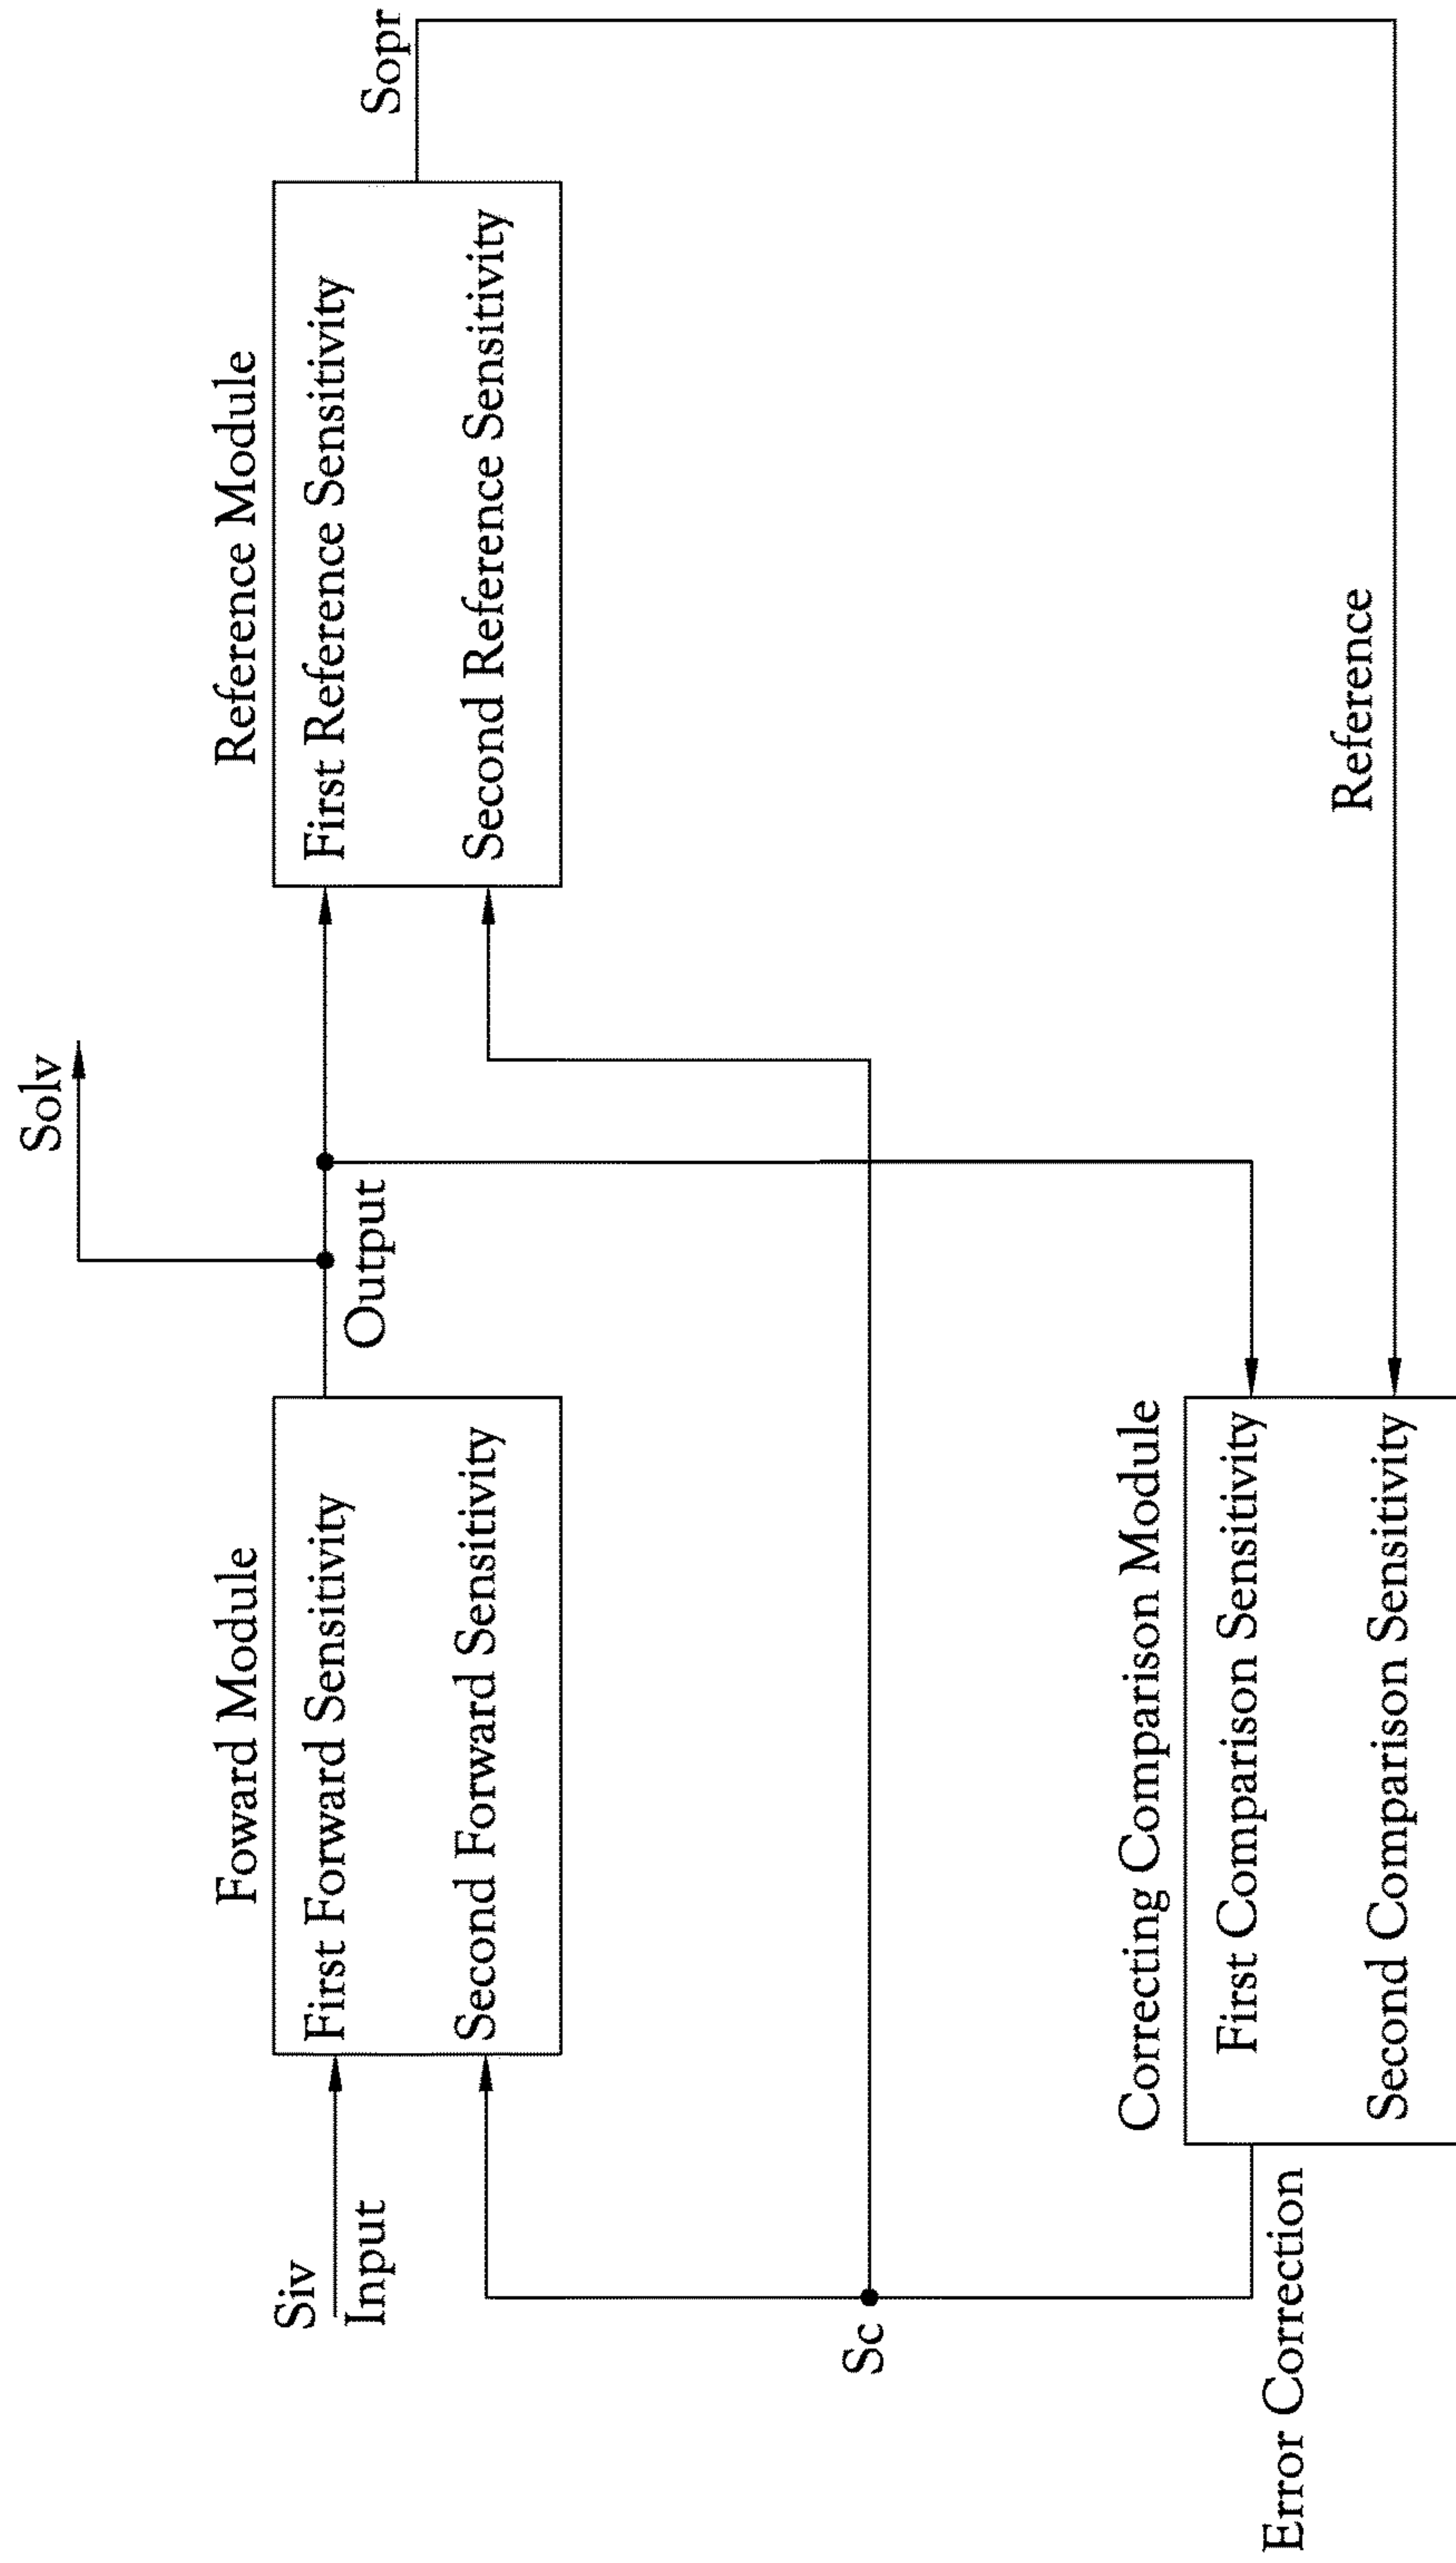 Solv
Foward Module
Reference Module
Siv
Input
First Forward Sensitivity
Second Forward Sensitivity
Output
First Reference Sensitivity
Second Reference Sensitivity
Sopr
Sc
Correcting Comparison Module
Error Correction
First Comparison Sensitivity
Second Comparison Sensitivity
Reference